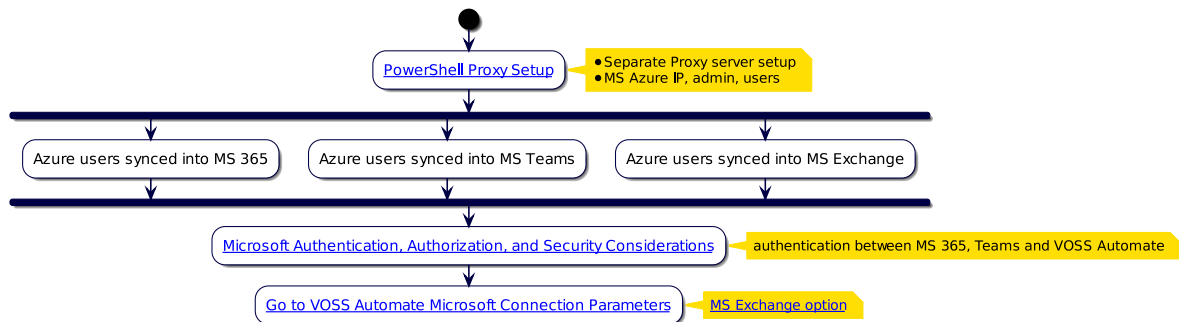 PowerShell Proxy Setup
• Separate Proxy server setup
• MS Azure IP, admin, users
Azure users synced into MS 365
Azure users synced into MS Teams
Azure users synced into MS Exchange
Microsoft Authentication, Authorization, and Security Considerations
authentication between MS 365, Teams and VOSS Automate
Go to VOSS Automate Microsoft Connection Parameters
MS Exchange option